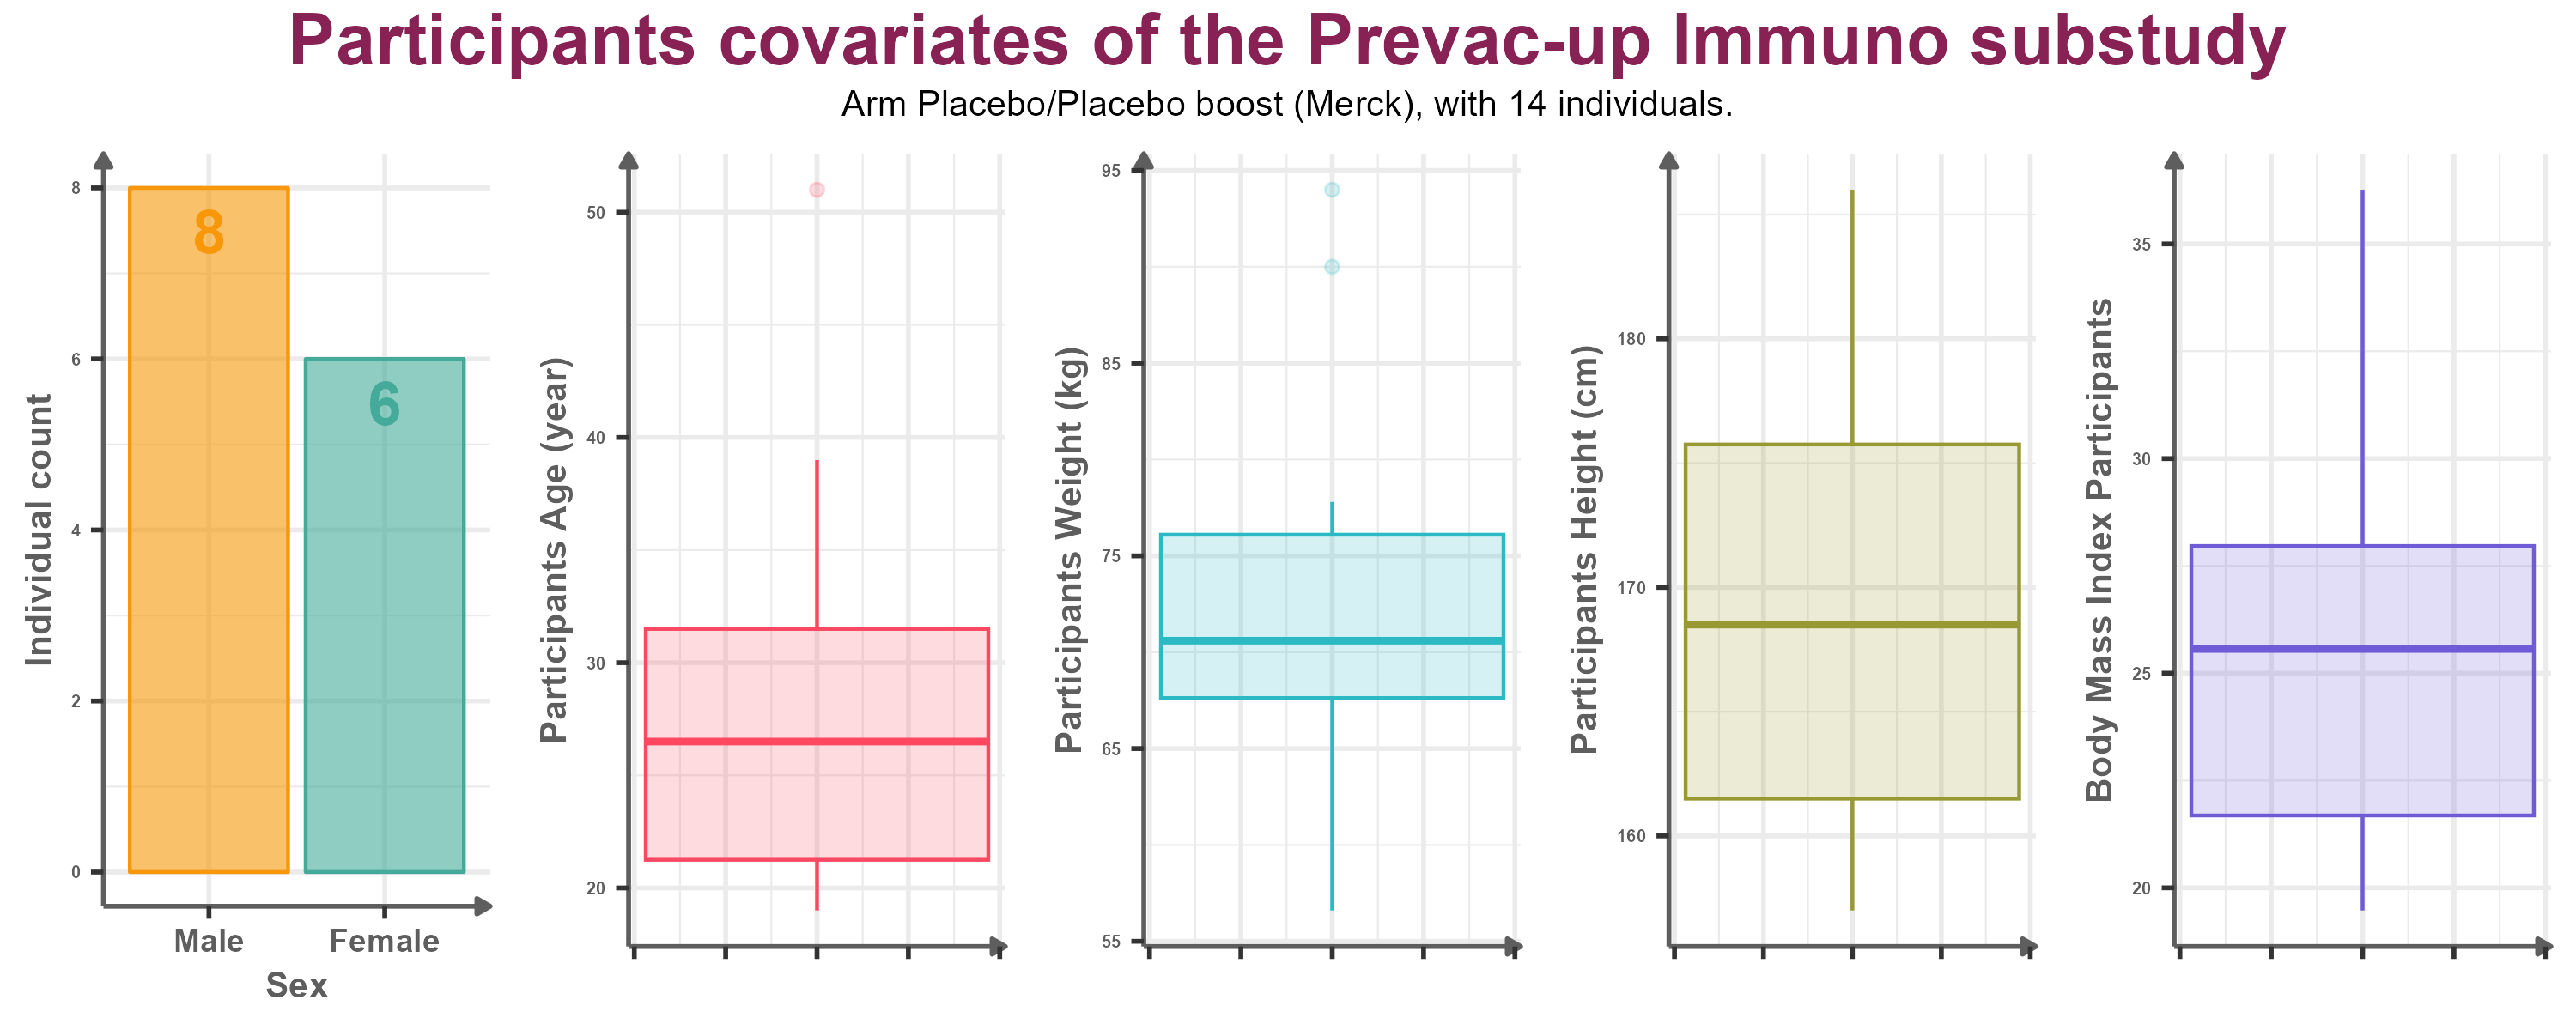 Participants covariates of the Prevac-up Immuno substudy
Arm Placebo/Placebo boost (Merck), with 14 individuals.
Individual count
8
6
4
2
0
8
6
Male
Female
Sex
Participants Age (year)
50
40
30
20
Participants Weight (kg)
95
85
75
65
55
Participants Height (cm)
180
170
160
Body Mass Index Participants
35
30
25
20